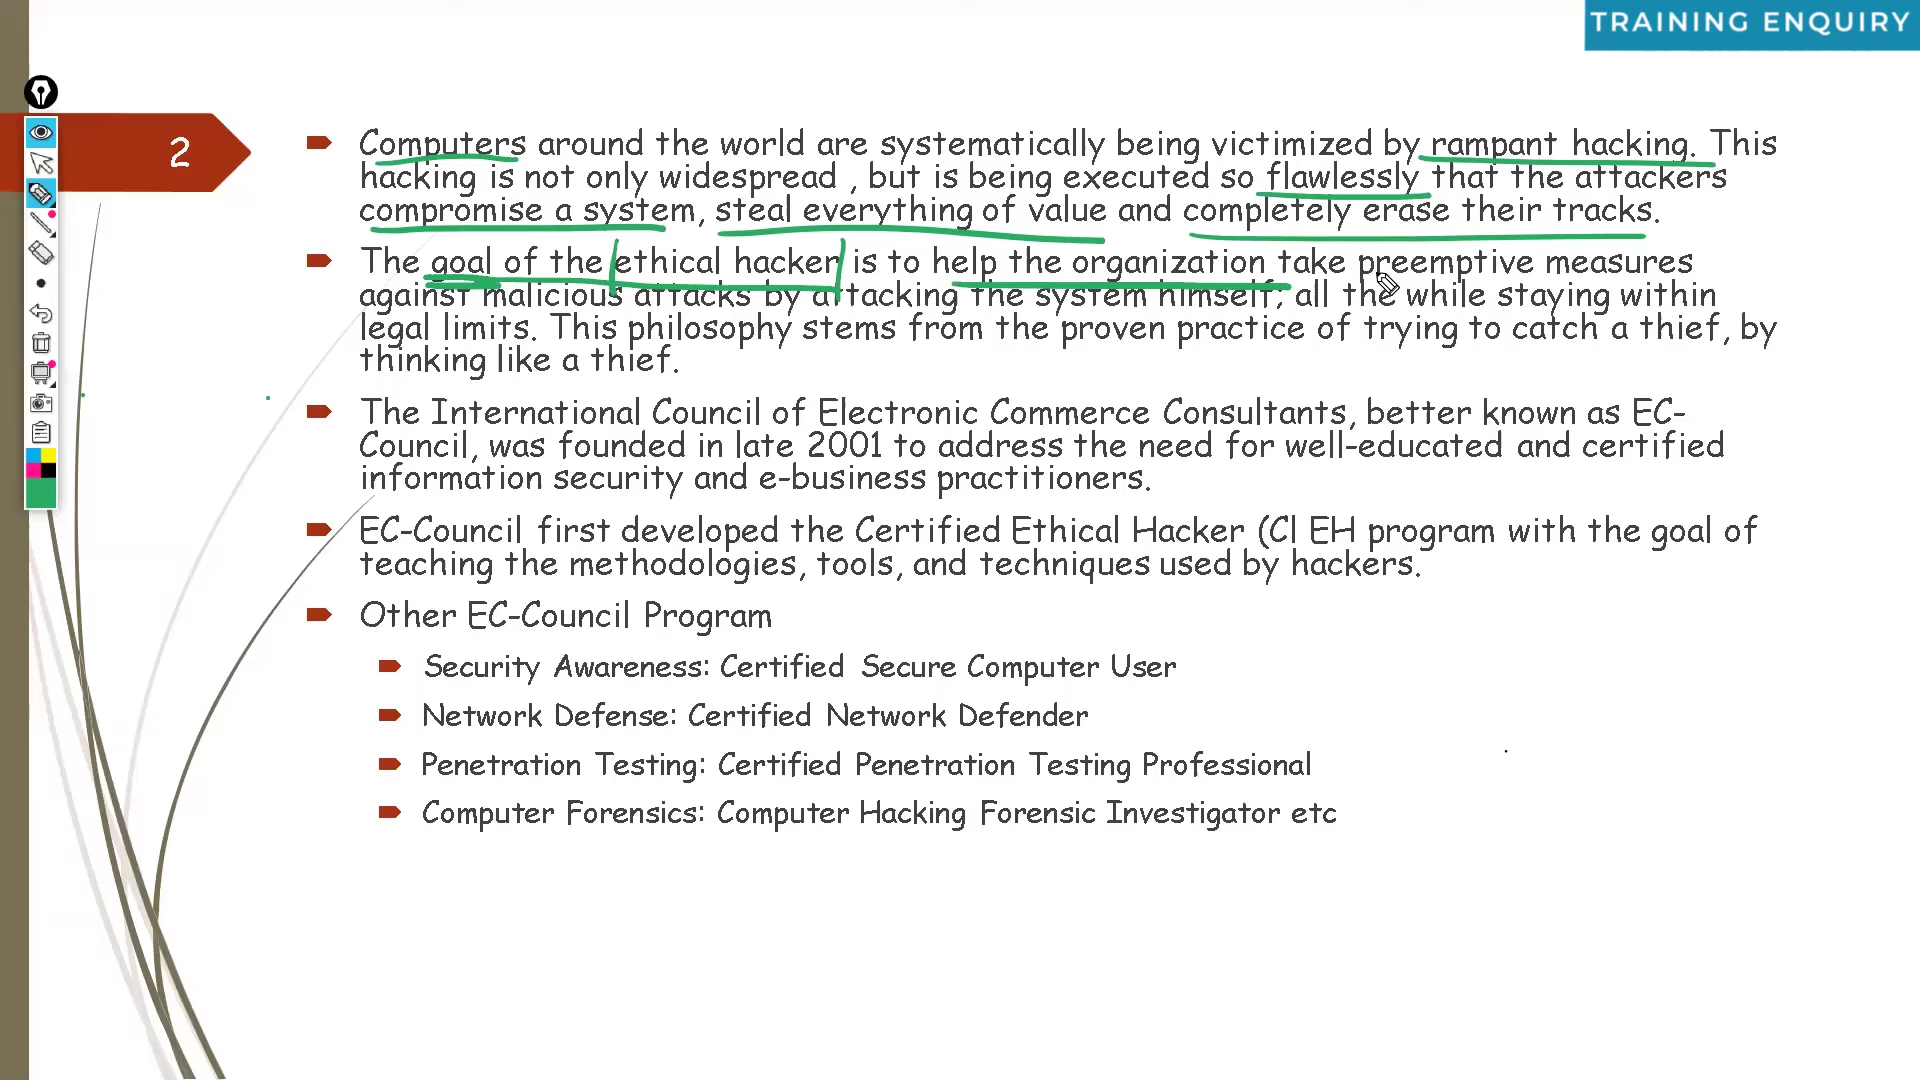 TRAINING ENQUIRY
2
Computers around the world are systematically being victimized by rampant hacking. This
hacking is not only widespread , but is being executed so flawlessly that the attackers
compromise a system, steal everything of value and completely erase their tracks.
The goal of the ethical hacker is to help the organization take preemptive measures
against malicious attacks by attacking the system himself; all the while staying within
legal limits. This philosophy stems from the proven practice of trying to catch a thief, by
thinking like a thief.
The International Council of Electronic Commerce Consultants, better known as EC-
Council, was founded in late 2001 to address the need for well-educated and certified
information security and e-business practitioners.
EC-Council first developed the Certified Ethical Hacker (Cl EH program with the goal of
teaching the methodologies, tools, and techniques used by hackers.
Other EC-Council Program
Security Awareness: Certified Secure Computer User
Network Defense: Certified Network Defender
Penetration Testing: Certified Penetration Testing Professional
Computer Forensics: Computer Hacking Forensic Investigator etc